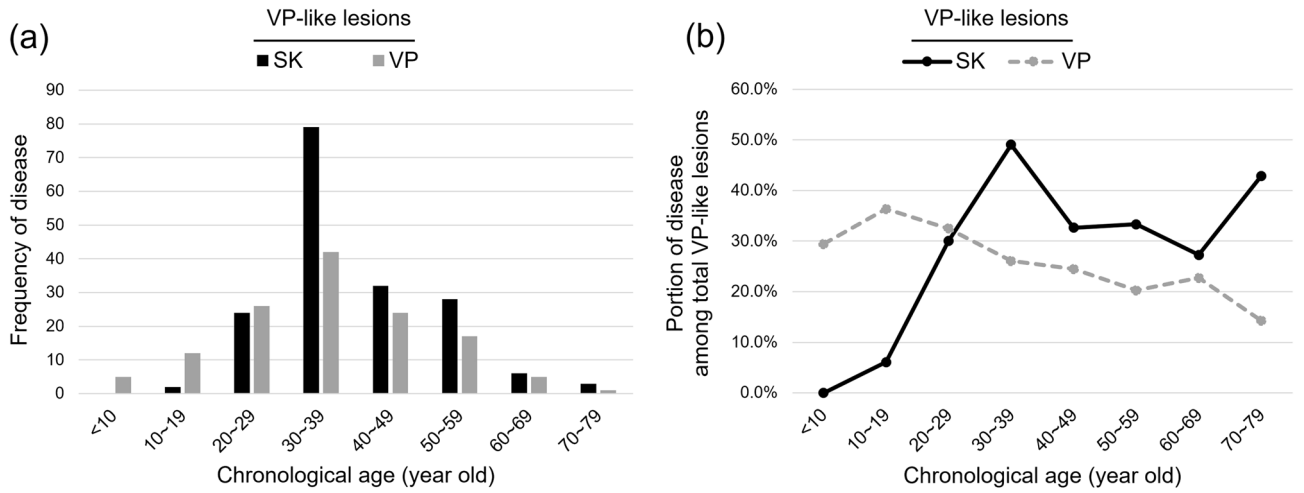 (a)
VP-like lesions
SK VP
Frequency of disease
90
80
70
60
50
40
30
20
10
0
<10 10~19 20~29 30~39 40~49 50~59 60~69 70~79
Chronological age (year old)
(b)
VP-like lesions
SK VP
Portion of disease
among total VP-like lesions
60.0%
50.0%
40.0%
30.0%
20.0%
10.0%
0.0%
<10 10~19 20~29 30~39 40~49 50~59 60~69 70~79
Chronological age (year old)